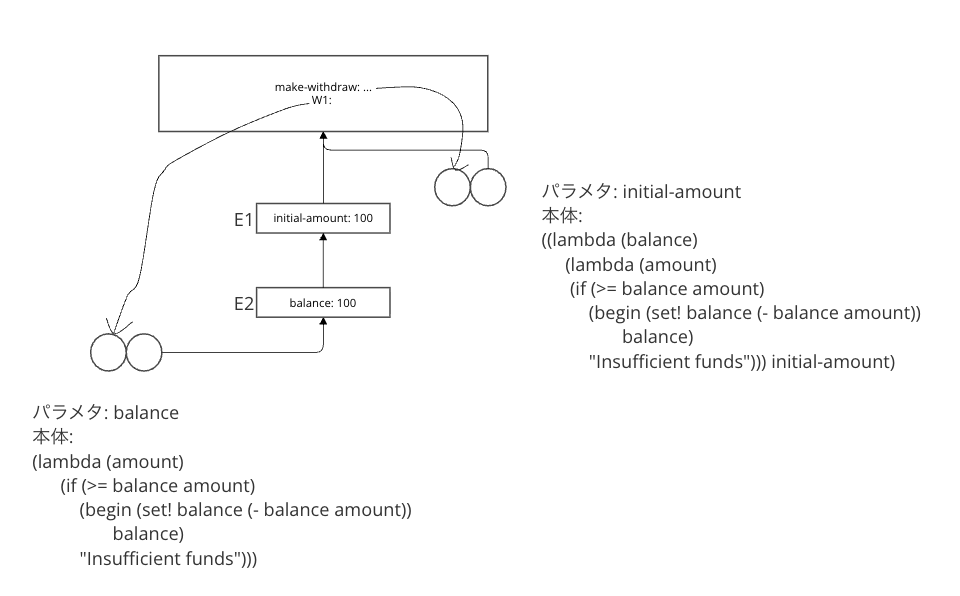 make-withdraw: ...
W1:
E1
initial-amount: 100
E2
balance: 100
パラメタ: initial-amount
本体:
((lambda (balance)
(lambda (amount)
(if (>= balance amount)
(begin (set! balance (- balance amount))
balance)
"Insufficient funds"))) initial-amount)
パラメタ: balance
本体:
(lambda (amount)
(if (>= balance amount)
(begin (set! balance (- balance amount))
balance)
"Insufficient funds")))